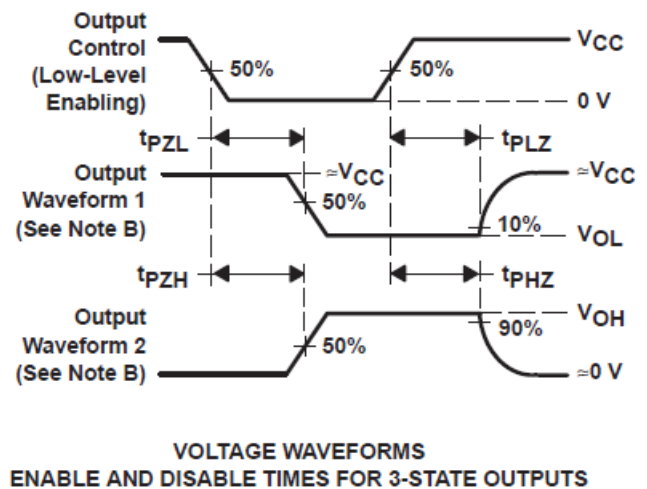 Output
Control
(Low-Level
Enabling)
50%
50%
VCC
0 V
tPZL
tPLZ
Output
Waveform 1
(See Note B)
≈VCC
50%
10%
≈VCC
VOL
tPZH
tPHZ
Output
Waveform 2
(See Note B)
50%
90%
VOH
≈0 V
VOLTAGE WAVEFORMS
ENABLE AND DISABLE TIMES FOR 3-STATE OUTPUTS